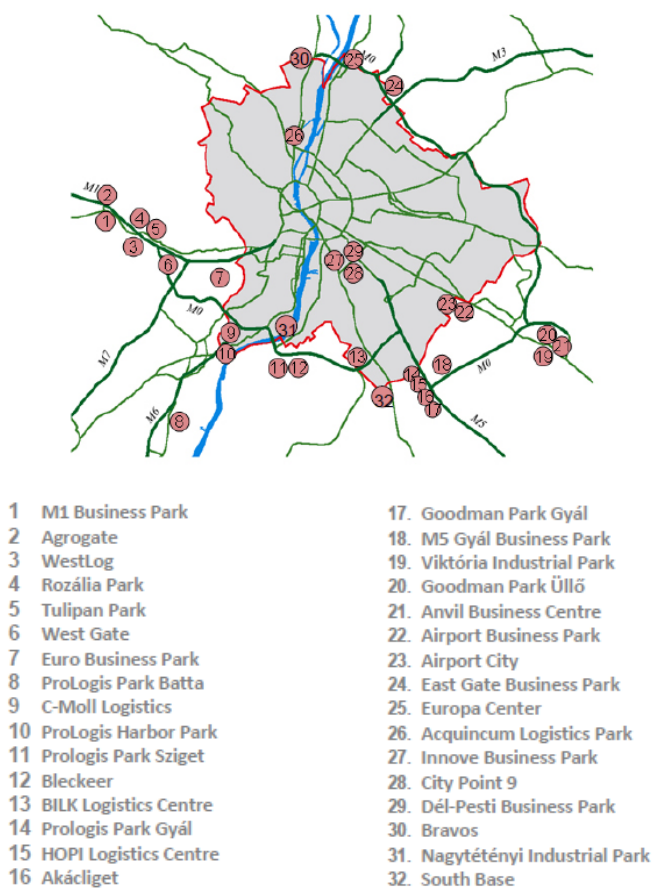 30
25
M0
M3
24
26
M1
2
1
4
5
3
6
7
27
29
28
M0
23
22
9
31
10
20
21
19
M7
11
12
13
18
M0
14
15
16
17
32
M6
8
M5
1 M1 Business Park
2 Agrogate
3 WestLog
4 Rozália Park
5 Tulipan Park
6 West Gate
7 Euro Business Park
8 ProLogis Park Batta
9 C-Moll Logistics
10 ProLogis Harbor Park
11 Prologis Park Sziget
12 Bleckeer
13 BILK Logistics Centre
14 Prologis Park Gyál
15 HOPI Logistics Centre
16 Akácliget
17. Goodman Park Gyál
18. M5 Gyál Business Park
19. Viktória Industrial Park
20. Goodman Park Üllő
21. Anvil Business Centre
22. Airport Business Park
23. Airport City
24. East Gate Business Park
25. Europa Center
26. Acquincum Logistics Park
27. Innove Business Park
28. City Point 9
29. Dél-Pesti Business Park
30. Bravos
31. Nagytétényi Industrial Park
32. South Base